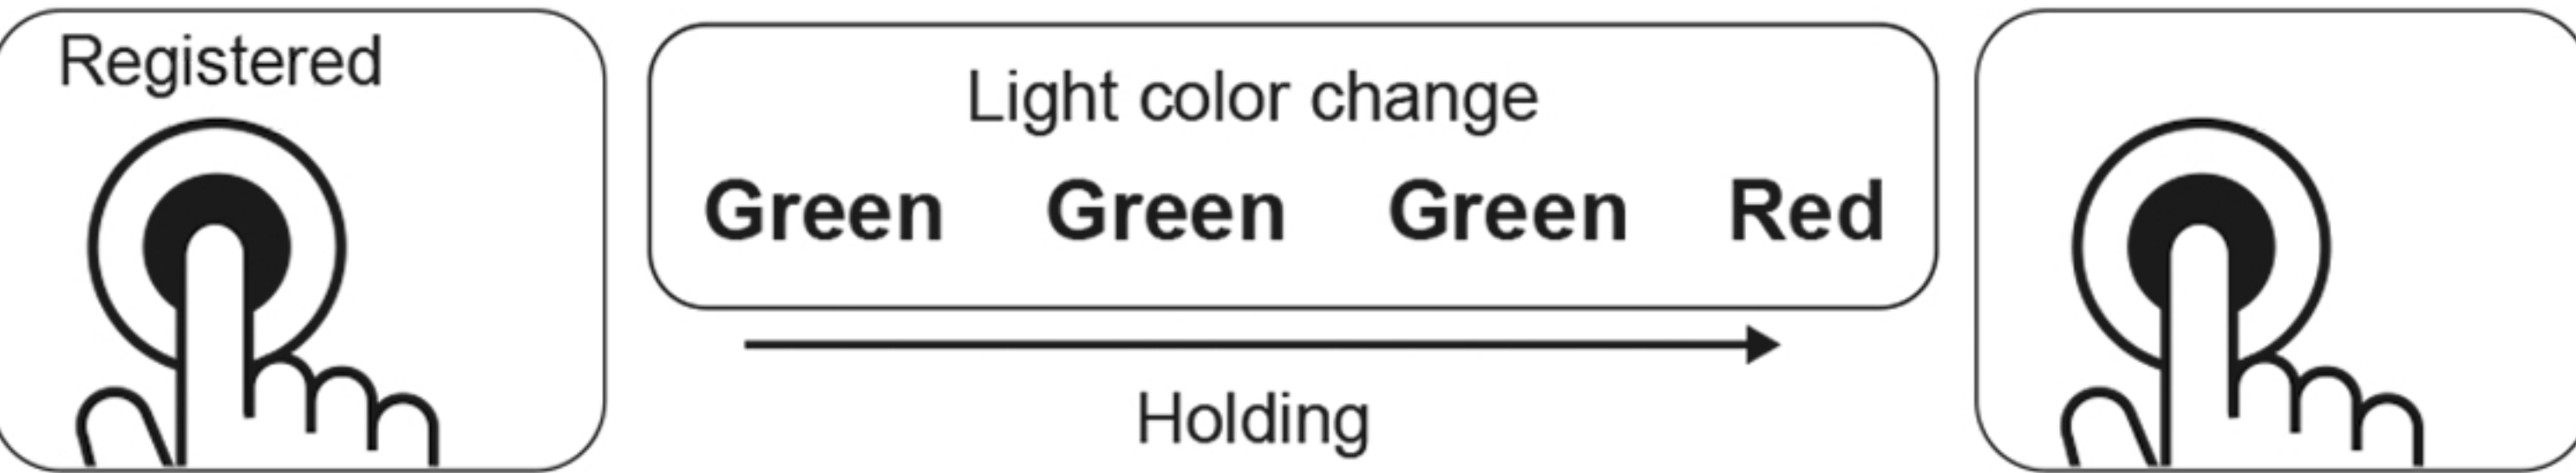 Registered
Light color change
Green Green Green Red
Holding